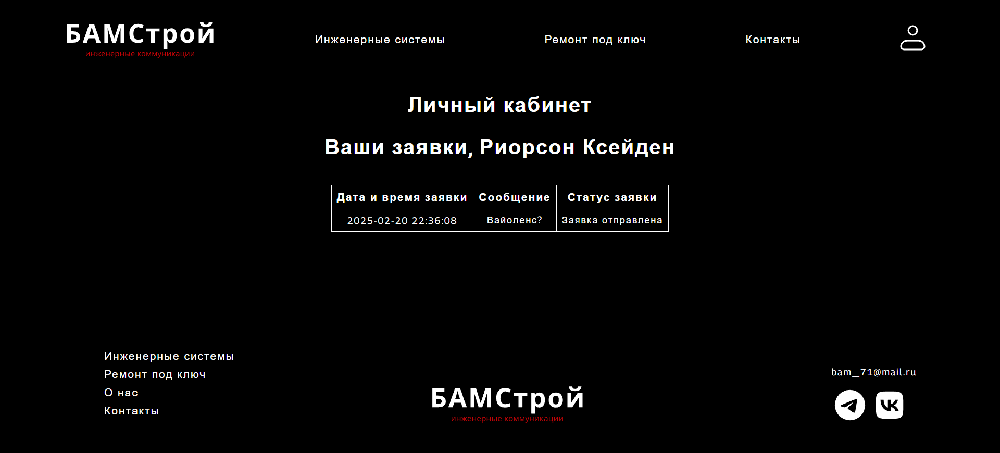 БАМСтрой
инженерные коммуникации
Инженерные системы
Ремонт под ключ
Контакты
Личный кабинет
Ваши заявки, Риорсон Ксейден
Дата и время заявки Сообщение Статус заявки
2025-02-20 22:36:08 Вайоленс? Заявка отправлена
Инженерные системы
Ремонт под ключ
О нас
Контакты
БАМСтрой
инженерные коммуникации
bam_71@mail.ru